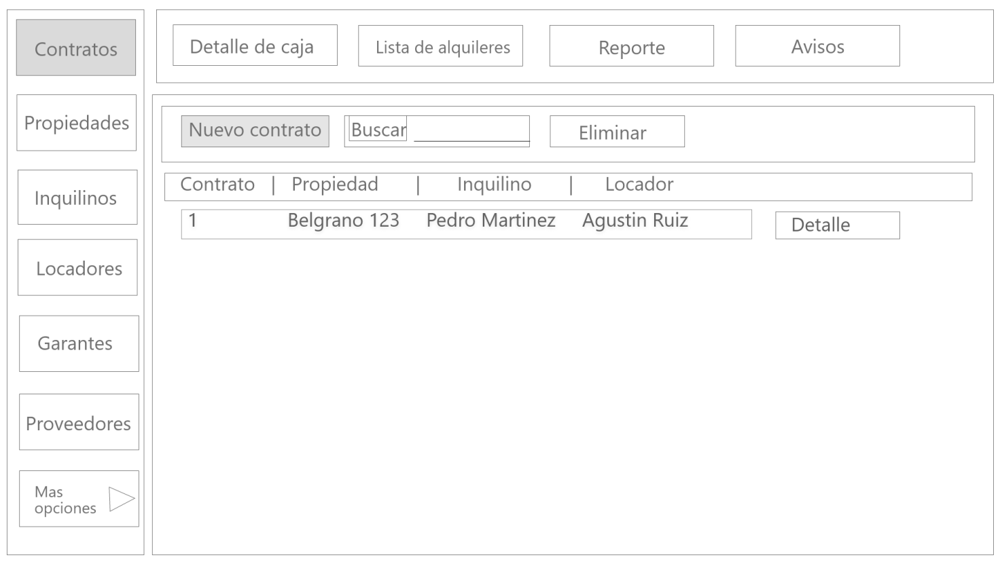 Contratos
Propiedades
Inquilinos
Locadores
Garantes
Proveedores
Mas
opciones
Detalle de caja
Lista de alquileres
Reporte
Avisos
Nuevo contrato
Buscar
Eliminar
Contrato | Propiedad | Inquilino | Locador
1 Belgrano 123 Pedro Martinez Agustin Ruiz
Detalle